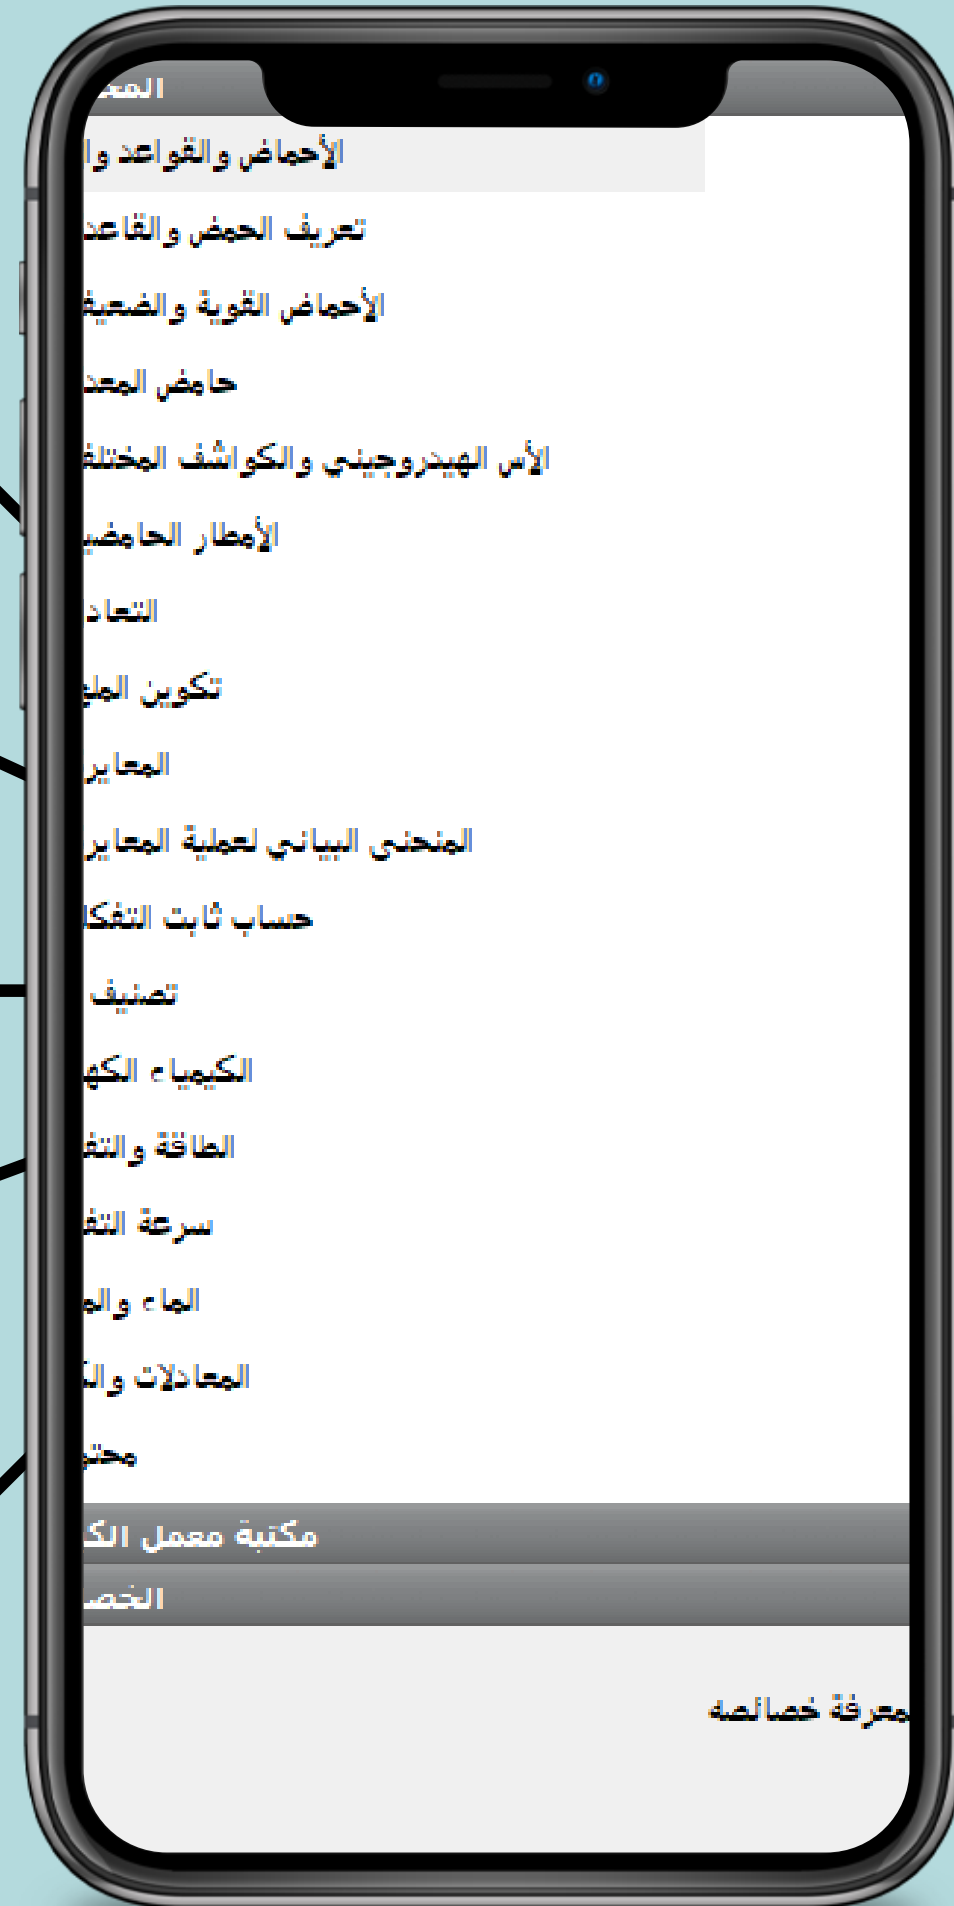 المح
الأحماض والقواعد وا
تعريف الحمض والقاعد
الأحماض القوية والضعيف
حامض المعد
الأس الهيدروجيني والكواشف المختلف
الأمطار الحامضي
التعاد
تكوين الملح
المعاير
المنحنى البياني لعملية المعاير
حساب ثابت التفكك
تصنيف
الكيمياء الكه
الطاقة والتف
سرعة التف
الماء والم
المعادلات وال
محتو
مكتبة معمل الك
الخص
معرفة خصائصه